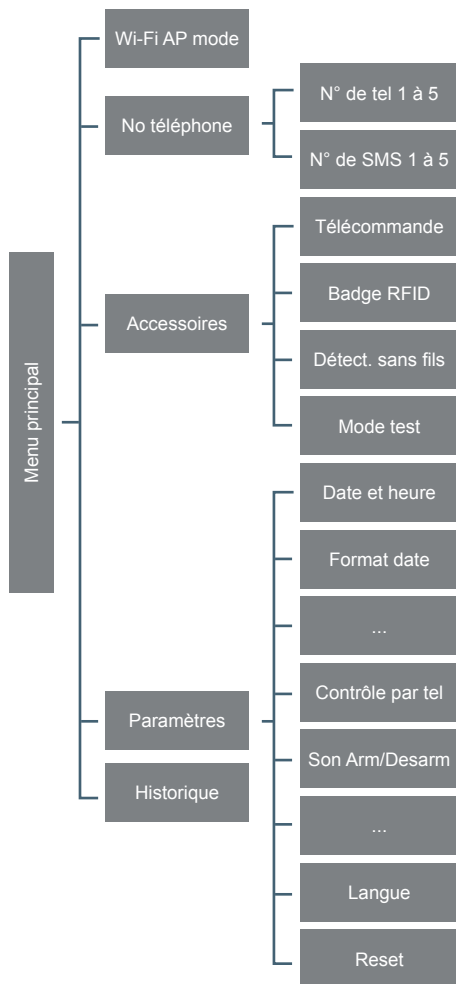 Menu principal
Wi-Fi AP mode
No téléphone
N° de tel 1 à 5
N° de SMS 1 à 5
Accessoires
Télécommande
Badge RFID
Détect. sans fils
Mode test
Paramètres
Date et heure
Format date
...
Contrôle par tel
Son Arm/Desarm
...
Langue
Reset
Historique